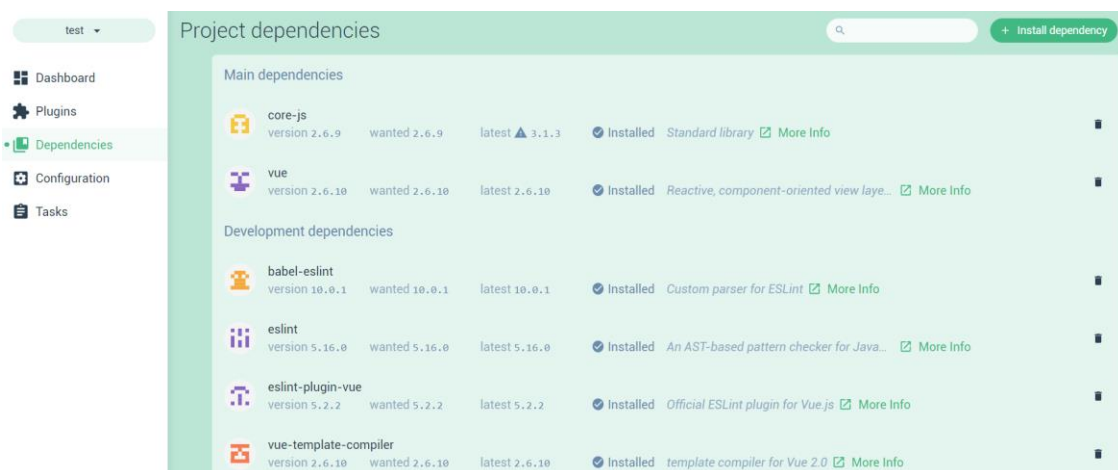 test
Project dependencies
+ Install dependency
Dashboard
Plugins
Dependencies
Configuration
Tasks
Main dependencies
core-js
version 2.6.9 wanted 2.6.9 latest 3.1.3 Installed Standard library More Info
vue
version 2.6.10 wanted 2.6.10 latest 2.6.10 Installed Reactive, component-oriented view laye... More Info
Development dependencies
babel-eslint
version 10.0.1 wanted 10.0.1 latest 10.0.1 Installed Custom parser for ESLint More Info
eslint
version 5.16.0 wanted 5.16.0 latest 5.16.0 Installed An AST-based pattern checker for Java... More Info
eslint-plugin-vue
version 5.2.2 wanted 5.2.2 latest 5.2.2 Installed Official ESLint plugin for Vue.js More Info
vue-template-compiler
version 2.6.10 wanted 2.6.10 latest 2.6.10 Installed template compiler for Vue 2.0 More Info